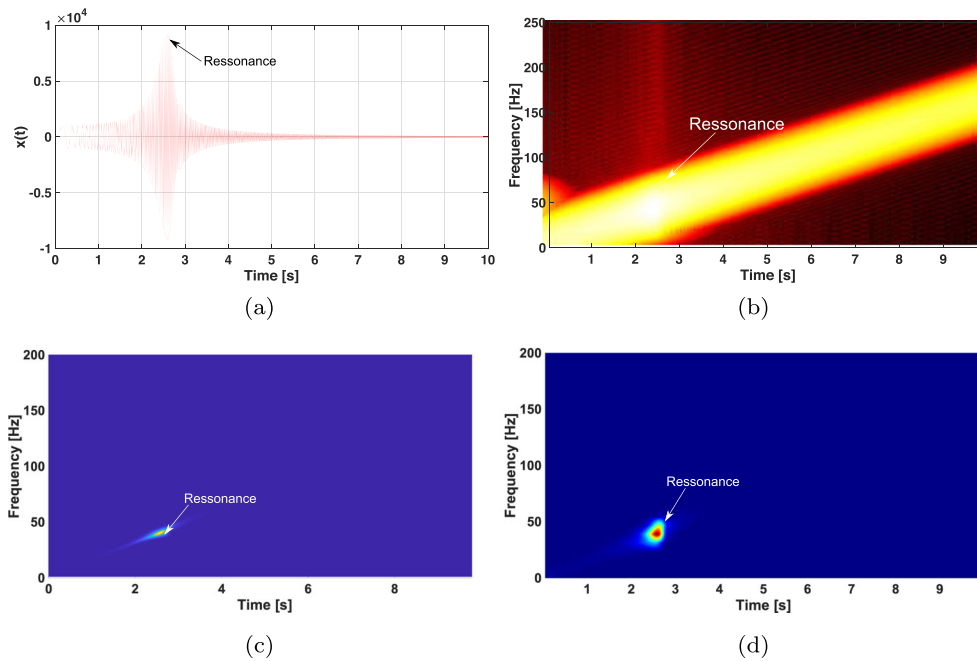 ×10⁴
1
0.5
0
-0.5
-1
x(t)
Ressonance
0 1 2 3 4 5 6 7 8 9 10
Time [s]
(a)
250
200
150
100
50
0
Frequency [Hz]
Ressonance
1 2 3 4 5 6 7 8 9
Time [s]
(b)
200
150
100
50
0
Frequency [Hz]
Ressonance
0 2 4 6 8
Time [s]
(c)
200
150
100
50
0
Frequency [Hz]
Ressonance
1 2 3 4 5 6 7 8 9
Time [s]
(d)